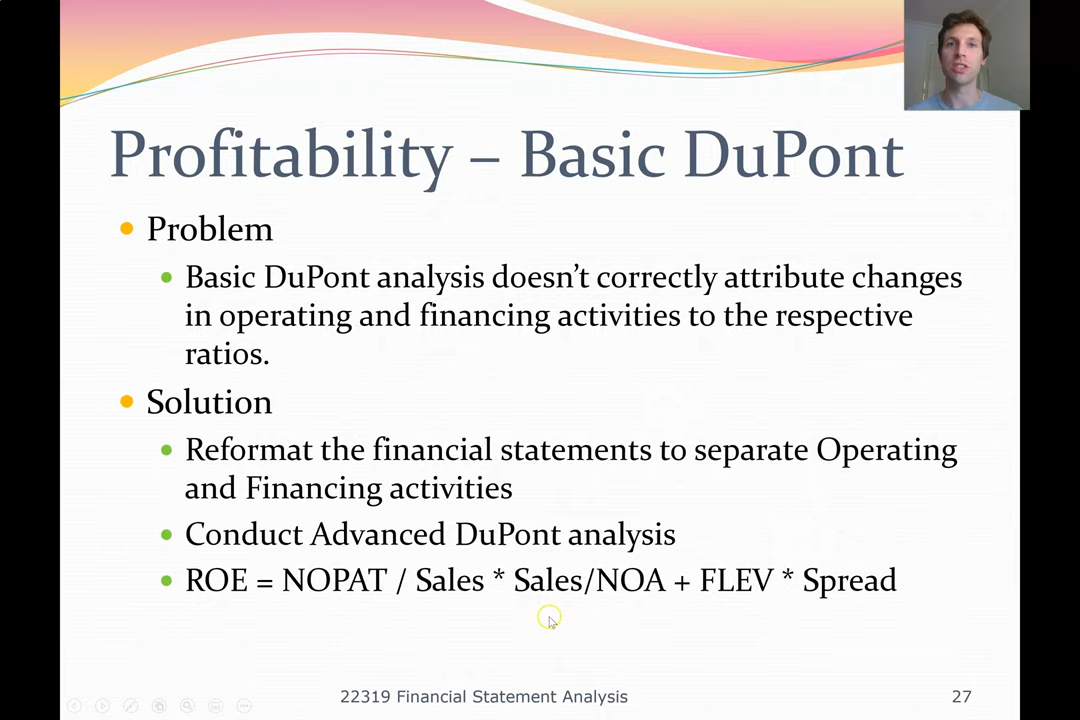 Profitability – Basic DuPont
Problem
Basic DuPont analysis doesn’t correctly attribute changes
in operating and financing activities to the respective
ratios.
Solution
Reformat the financial statements to separate Operating
and Financing activities
Conduct Advanced DuPont analysis
ROE = NOPAT / Sales * Sales/NOA + FLEV * Spread
22319 Financial Statement Analysis
27